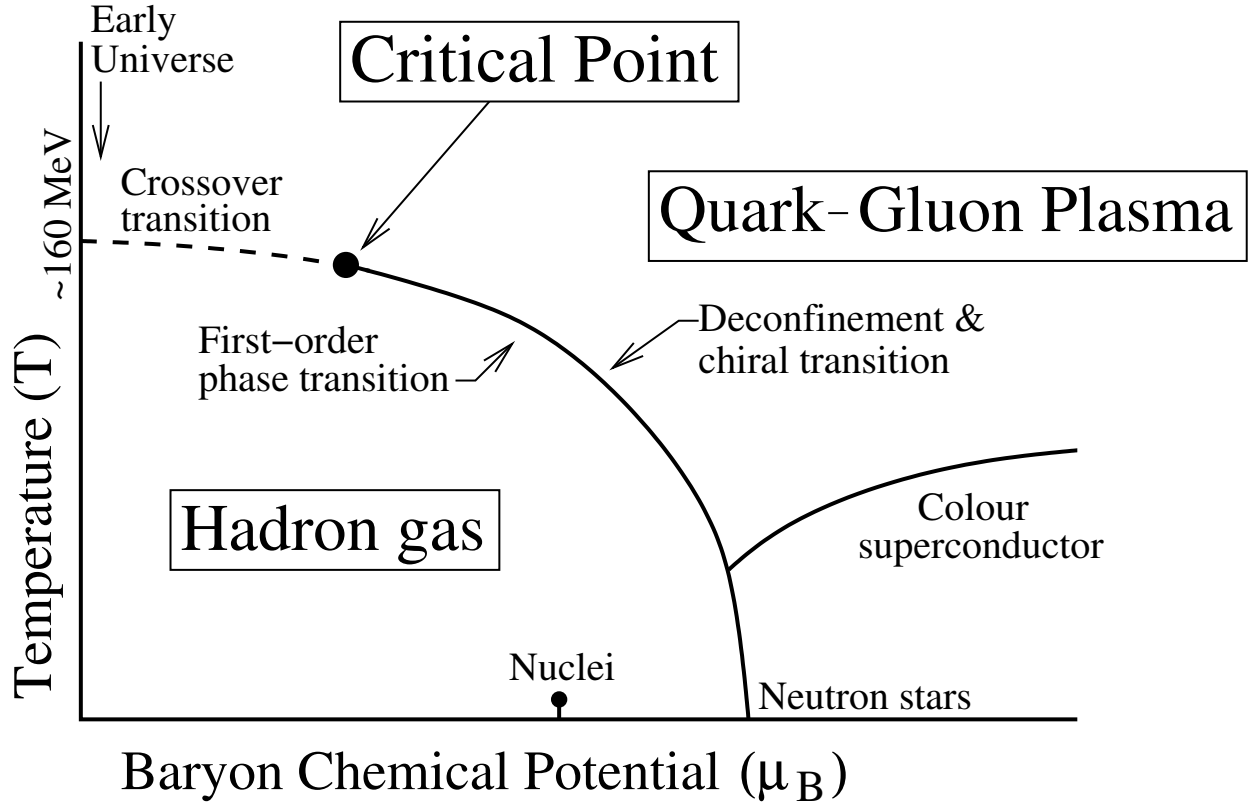 Early
Universe
Critical Point
~160 MeV
Crossover
transition
Quark-Gluon Plasma
First-order
phase transition
Deconfinement &
chiral transition
Temperature (T)
Hadron gas
Colour
superconductor
Nuclei
Neutron stars
Baryon Chemical Potential (μB)